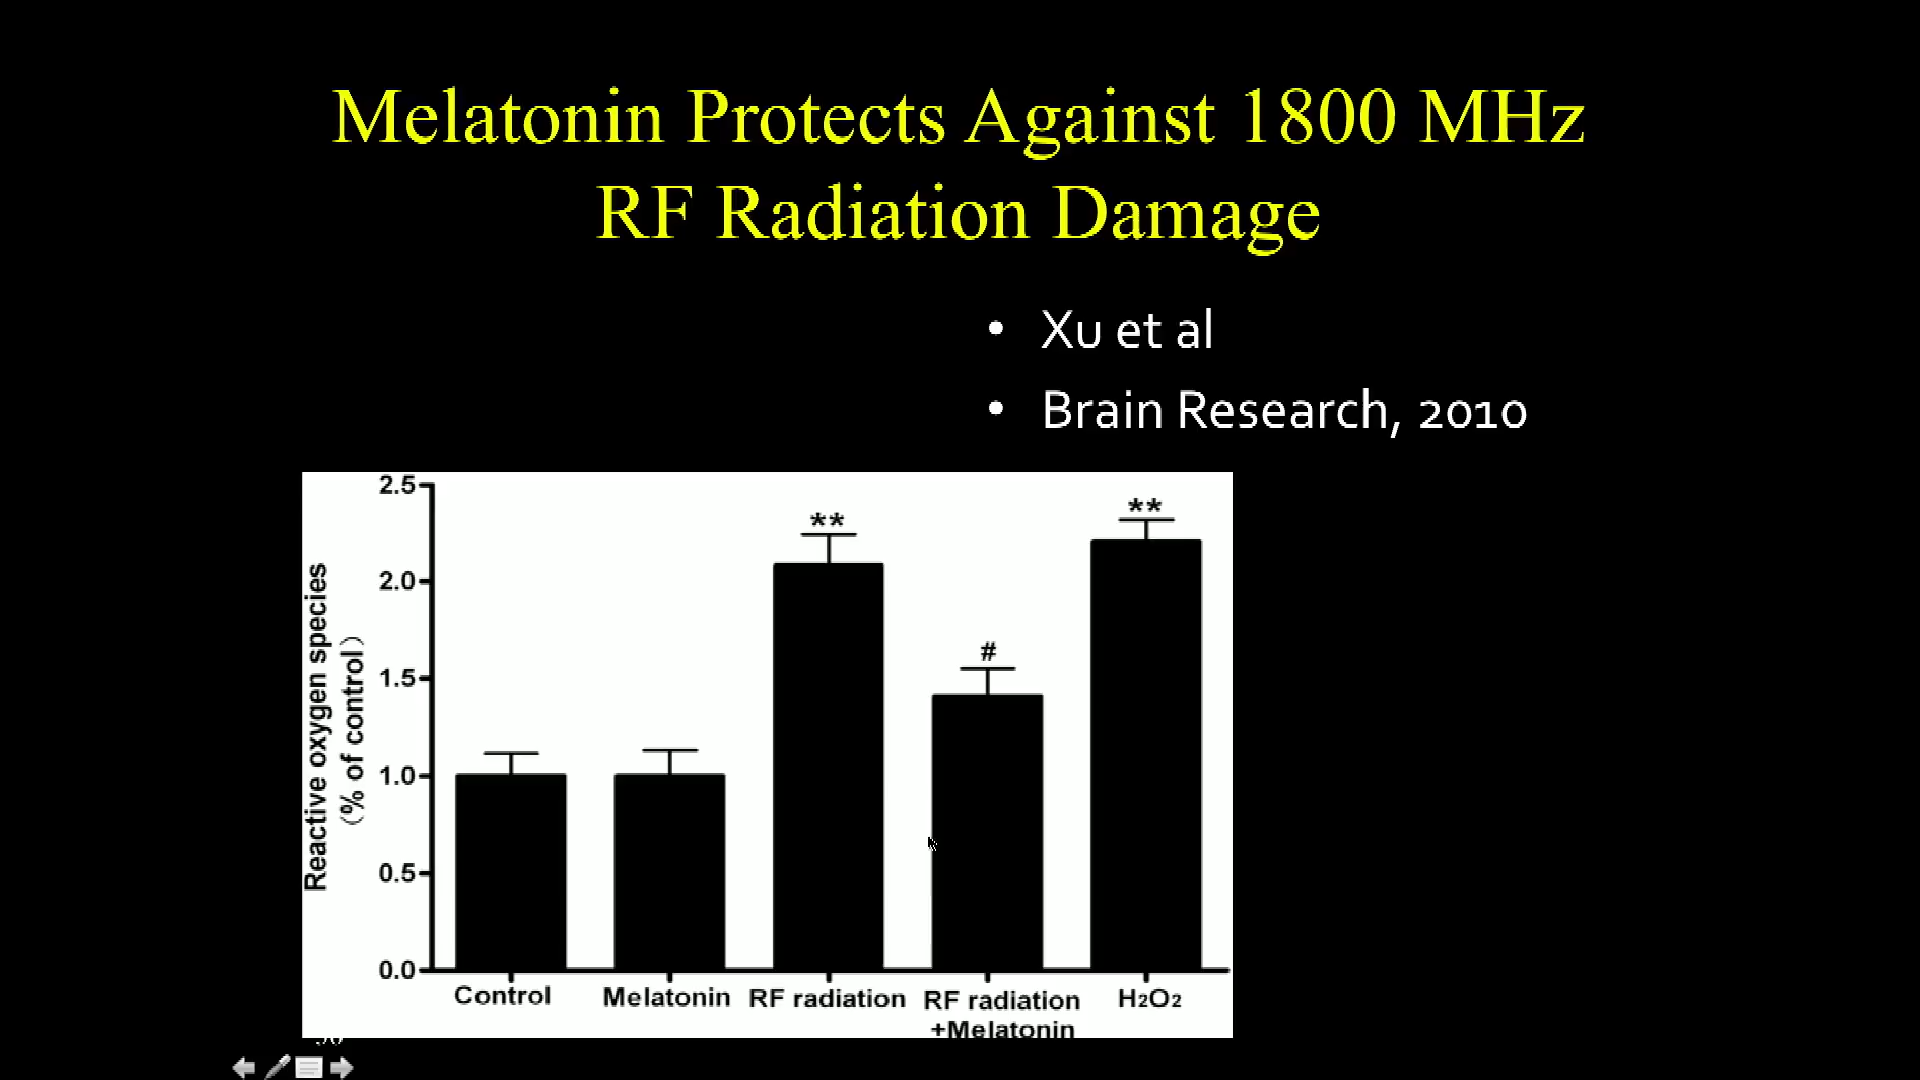 Melatonin Protects Against 1800 MHz
RF Radiation Damage
• Xu et al
• Brain Research, 2010
Reactive oxygen species
(% of control)
2.5
2.0
1.5
1.0
0.5
0.0
**
#
**
Control
Melatonin
RF radiation
RF radiation
+Melatonin
H2O2